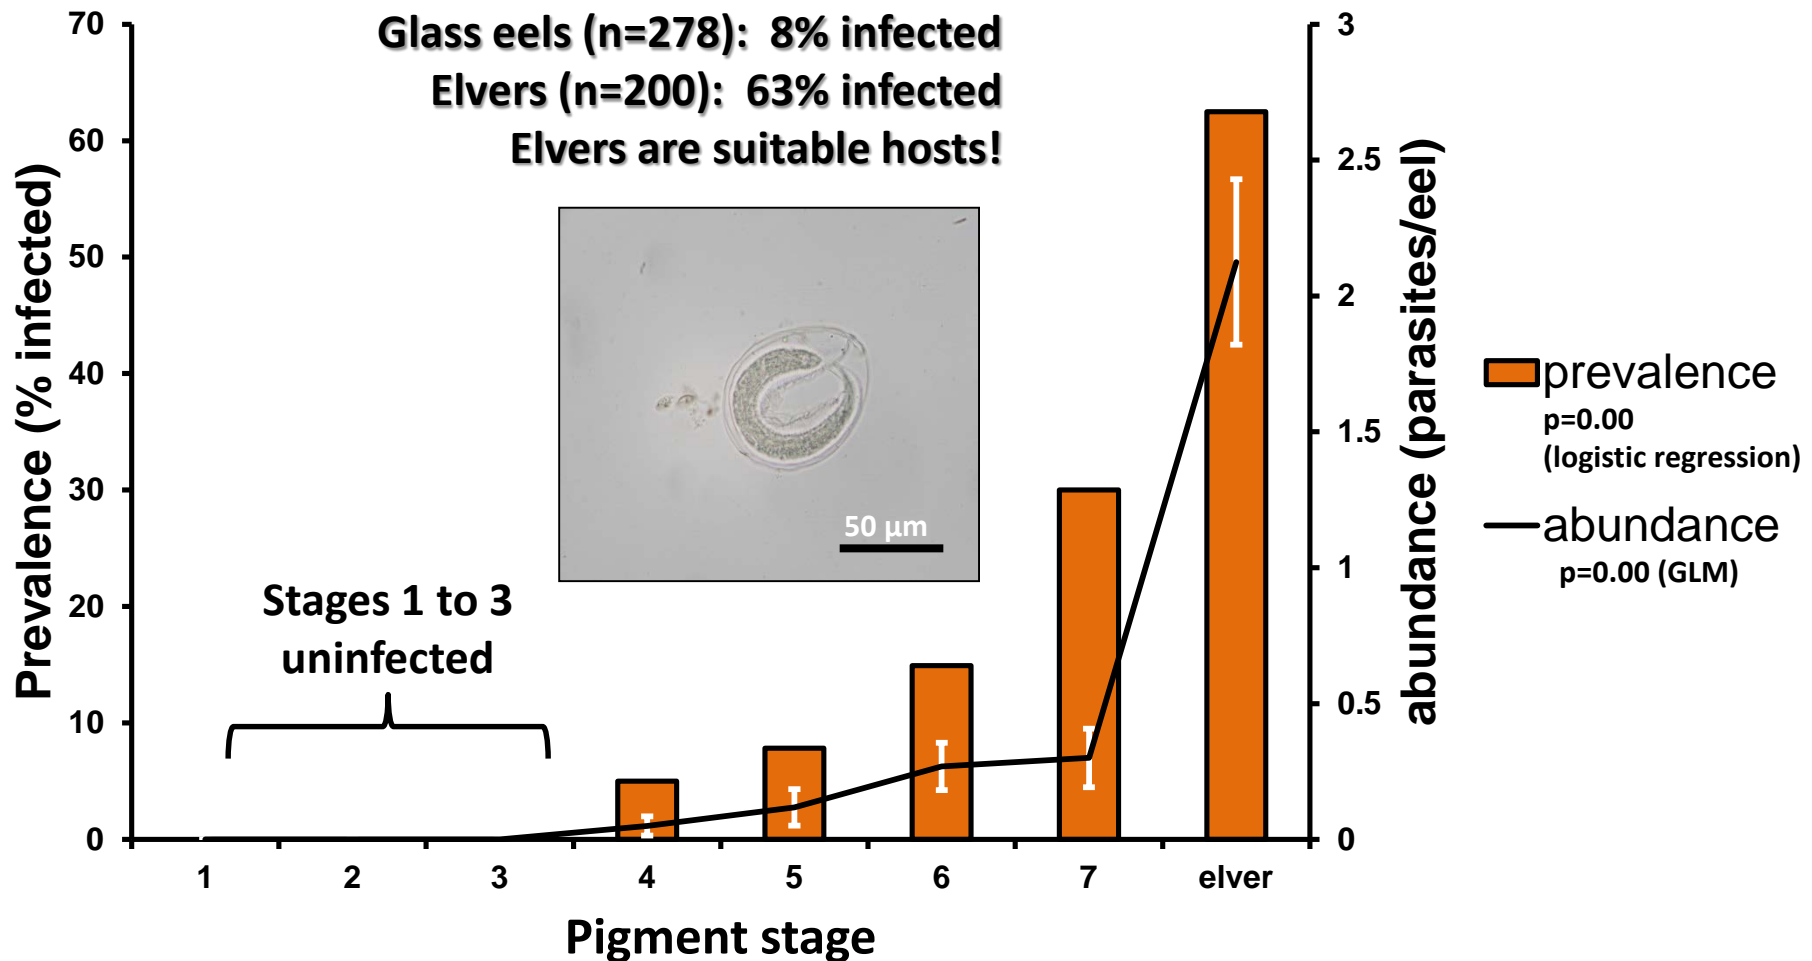 Glass eels (n=278): 8% infected
Elvers (n=200): 63% infected
Elvers are suitable hosts!
Prevalence (% infected)
70
60
50
40
30
20
10
0
Stages 1 to 3
uninfected
50 µm
3
2.5
2
1.5
1
0.5
0
abundance (parasites/eel)
prevalence
p=0.00
(logistic regression)
abundance
p=0.00 (GLM)
1 2 3 4 5 6 7 elver
Pigment stage